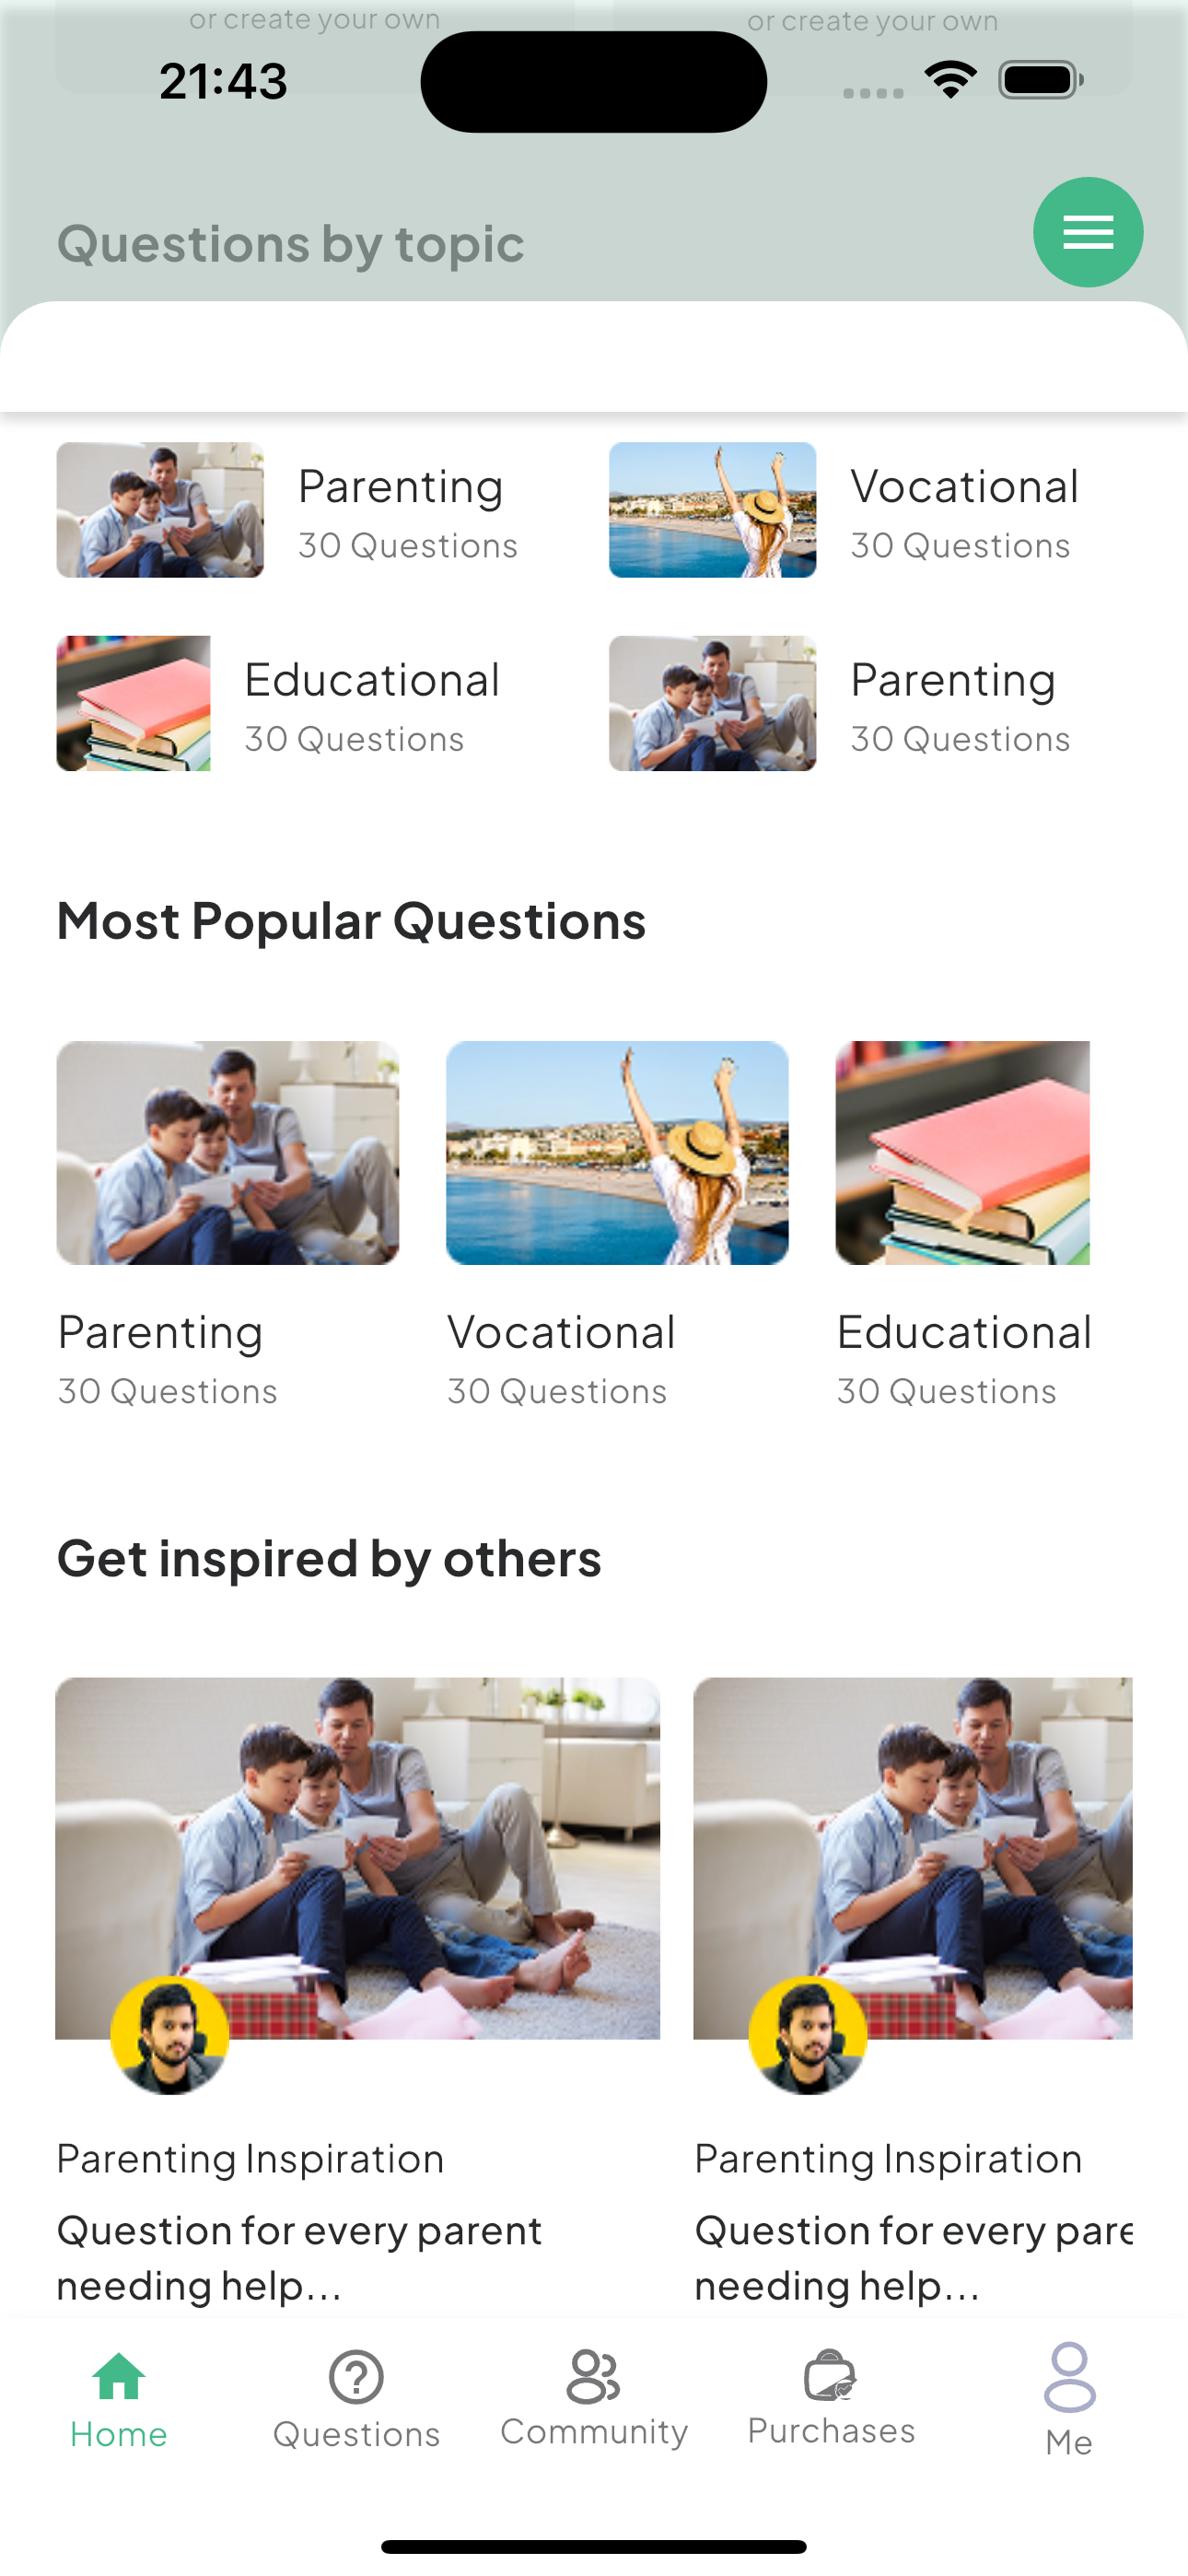 or create your own
or create your own
21:43
Questions by topic
Parenting
30 Questions
Vocational
30 Questions
Educational
30 Questions
Parenting
30 Questions
Most Popular Questions
Parenting
30 Questions
Vocational
30 Questions
Educational
30 Questions
Get inspired by others
Parenting Inspiration
Question for every parent
needing help...
Parenting Inspiration
Question for every pare
needing help...
Home
Questions
Community
Purchases
Me